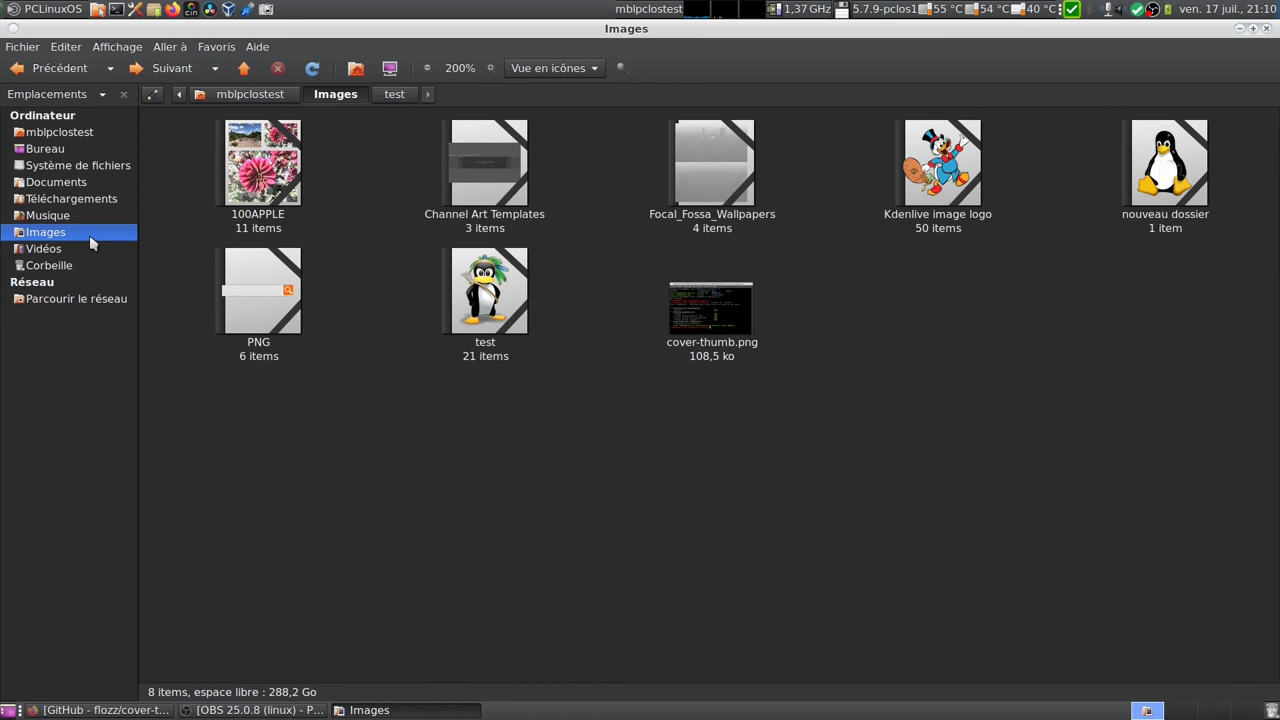 PCLinuxOS
mblpclostest
1,37 GHz
5.7.9-pclos1
55 °C
54 °C
40 °C
ven. 17 juil., 21:10
Images
Fichier Editer Affichage Aller à Favoris Aide
Précédent Suivant 200% Vue en icônes
Emplacements
mblpclostest Images test
Ordinateur
mblpclostest
Bureau
Système de fichiers
Documents
Téléchargements
Musique
Images
Vidéos
Corbeille
Réseau
Parcourir le réseau
100APPLE
11 items
Channel Art Templates
3 items
Focal_Fossa_Wallpapers
4 items
Kdenlive image logo
50 items
nouveau dossier
1 item
PNG
6 items
test
21 items
cover-thumb.png
108,5 ko
8 items, espace libre : 288,2 Go
[GitHub - flozz/cover-t...
[OBS 25.0.8 (linux) - P...
Images